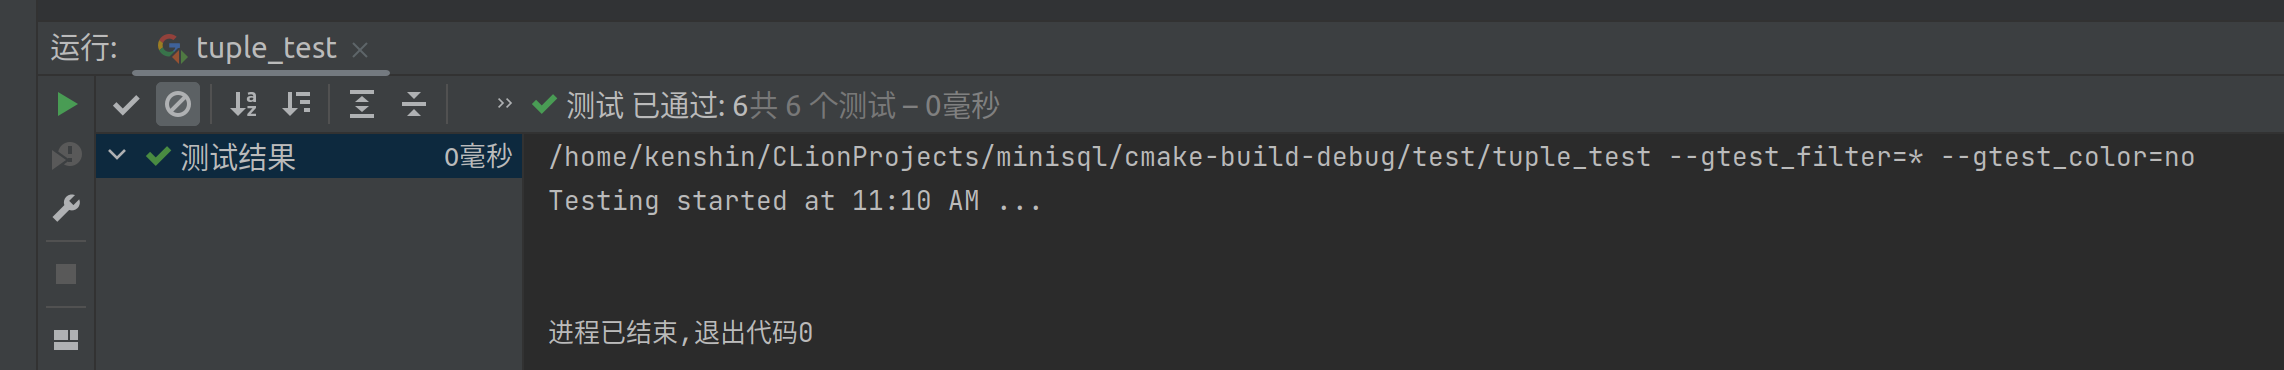 运行: tuple_test
测试 已通过: 6共 6 个测试 – 0毫秒
测试结果 0毫秒
/home/kenshin/CLionProjects/minisql/cmake-build-debug/test/tuple_test --gtest_filter=* --gtest_color=no
Testing started at 11:10 AM ...
进程已结束,退出代码0